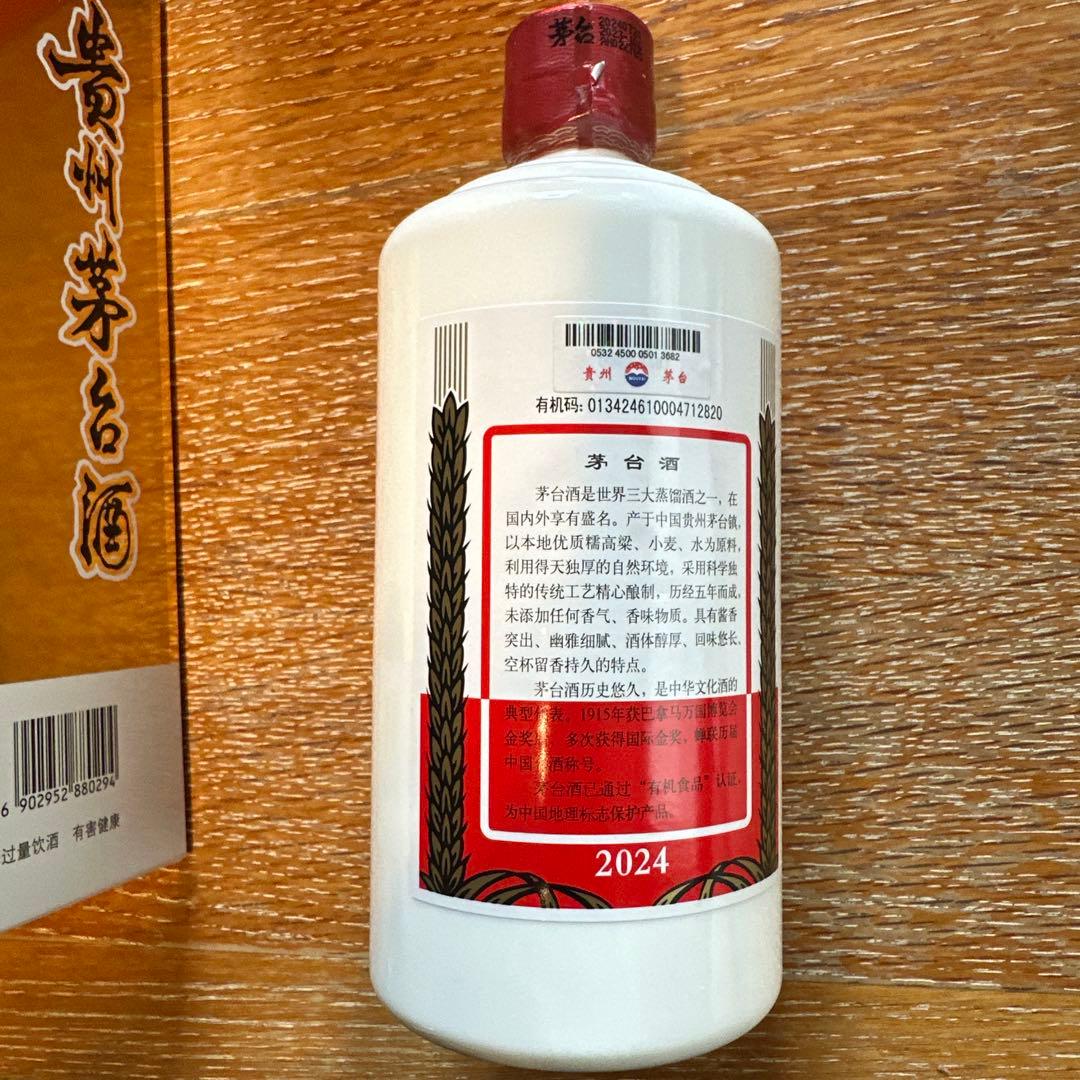 貴州茅台酒
6 902952 880294
过量饮酒 有害健康
茅台
0532 4500 0501 3682
貴州 茅台
有机码: 013424610004712820
茅台酒
茅台酒是世界三大蒸馏酒之一，在
国内外享有盛名。产于中国贵州茅台镇，
以本地优质糯高粱、小麦、水为原料，
利用得天独厚的自然环境，采用科学独
特的传统工艺精心酿制，历经五年而成，
未添加任何香气、香味物质。具有酱香
突出、幽雅细腻、酒体醇厚、回味悠长、
空杯留香持久的特点。
茅台酒历史悠久，是中华文化酒的
典型代表。1915年获巴拿马万国博览会
金奖，多次获得国际金奖，蝉联历届
中国名酒称号。
茅台酒已通过“有机食品”认证，
为中国地理标志保护产品。
2024